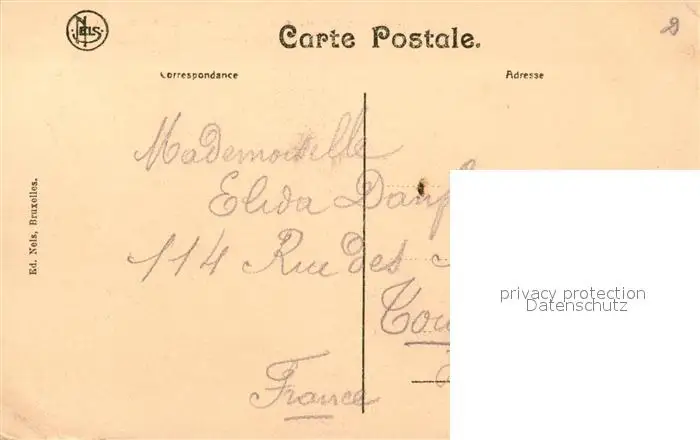 NELS
Carte Postale.
D
Correspondance
Adresse
Ed. Nels, Bruxelles.
Mademoiselle
Elida
114 Rue des
France
privacy protection
Datenschutz